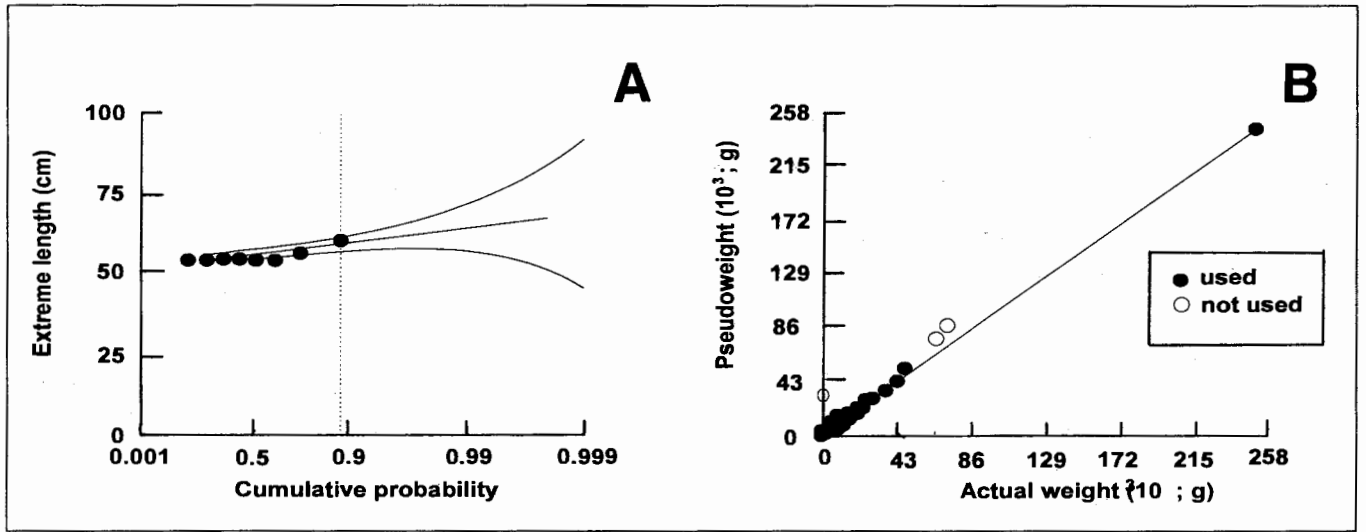 A
100
75
50
25
0
0.001 0.5 0.9 0.99 0.999
Extreme length (cm)
Cumulative probability
B
258
215
172
129
86
43
0
0 43 86 129 172 215 258
Pseudoweight (10³; g)
Actual weight (³10 ; g)
used
not used